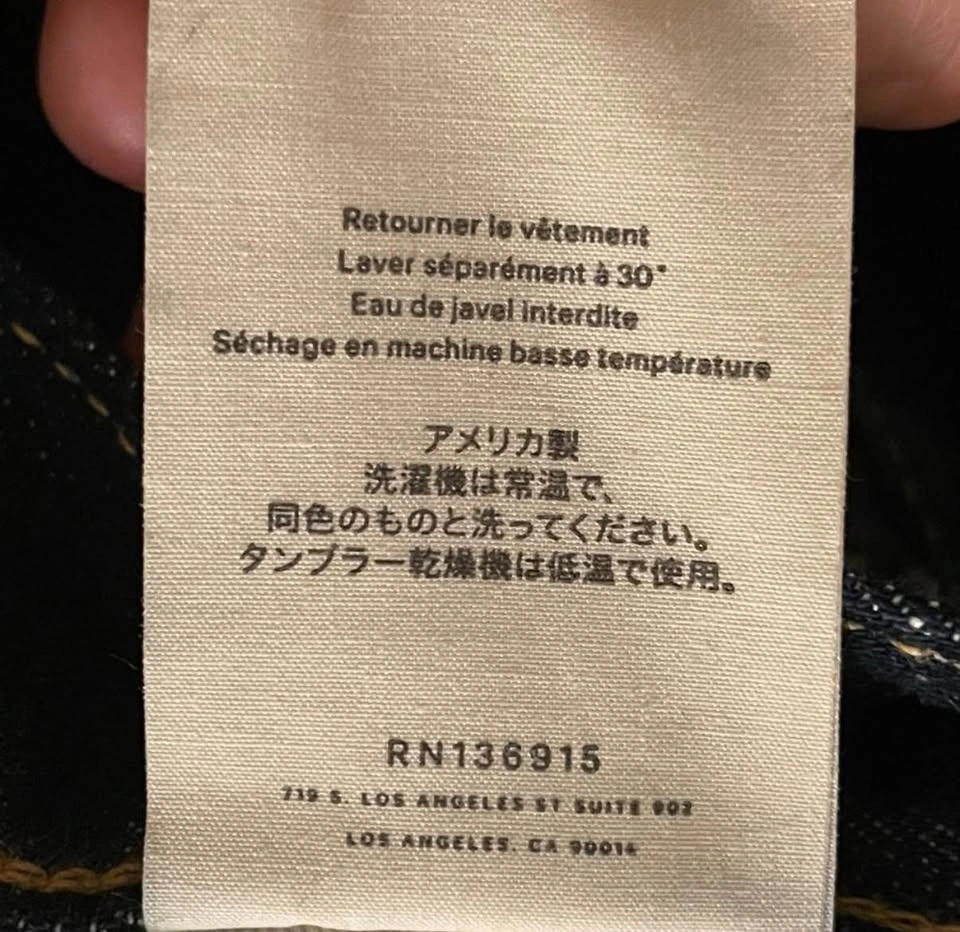 Retourner le vêtement
Laver séparément à 30°
Eau de javel interdite
Séchage en machine basse température
アメリカ製
洗濯機は常温で、
同色のものと洗ってください。
タンブラー乾燥機は低温で使用。
RN136915
719 S. LOS ANGELES ST SUITE 902
LOS ANGELES, CA 90014